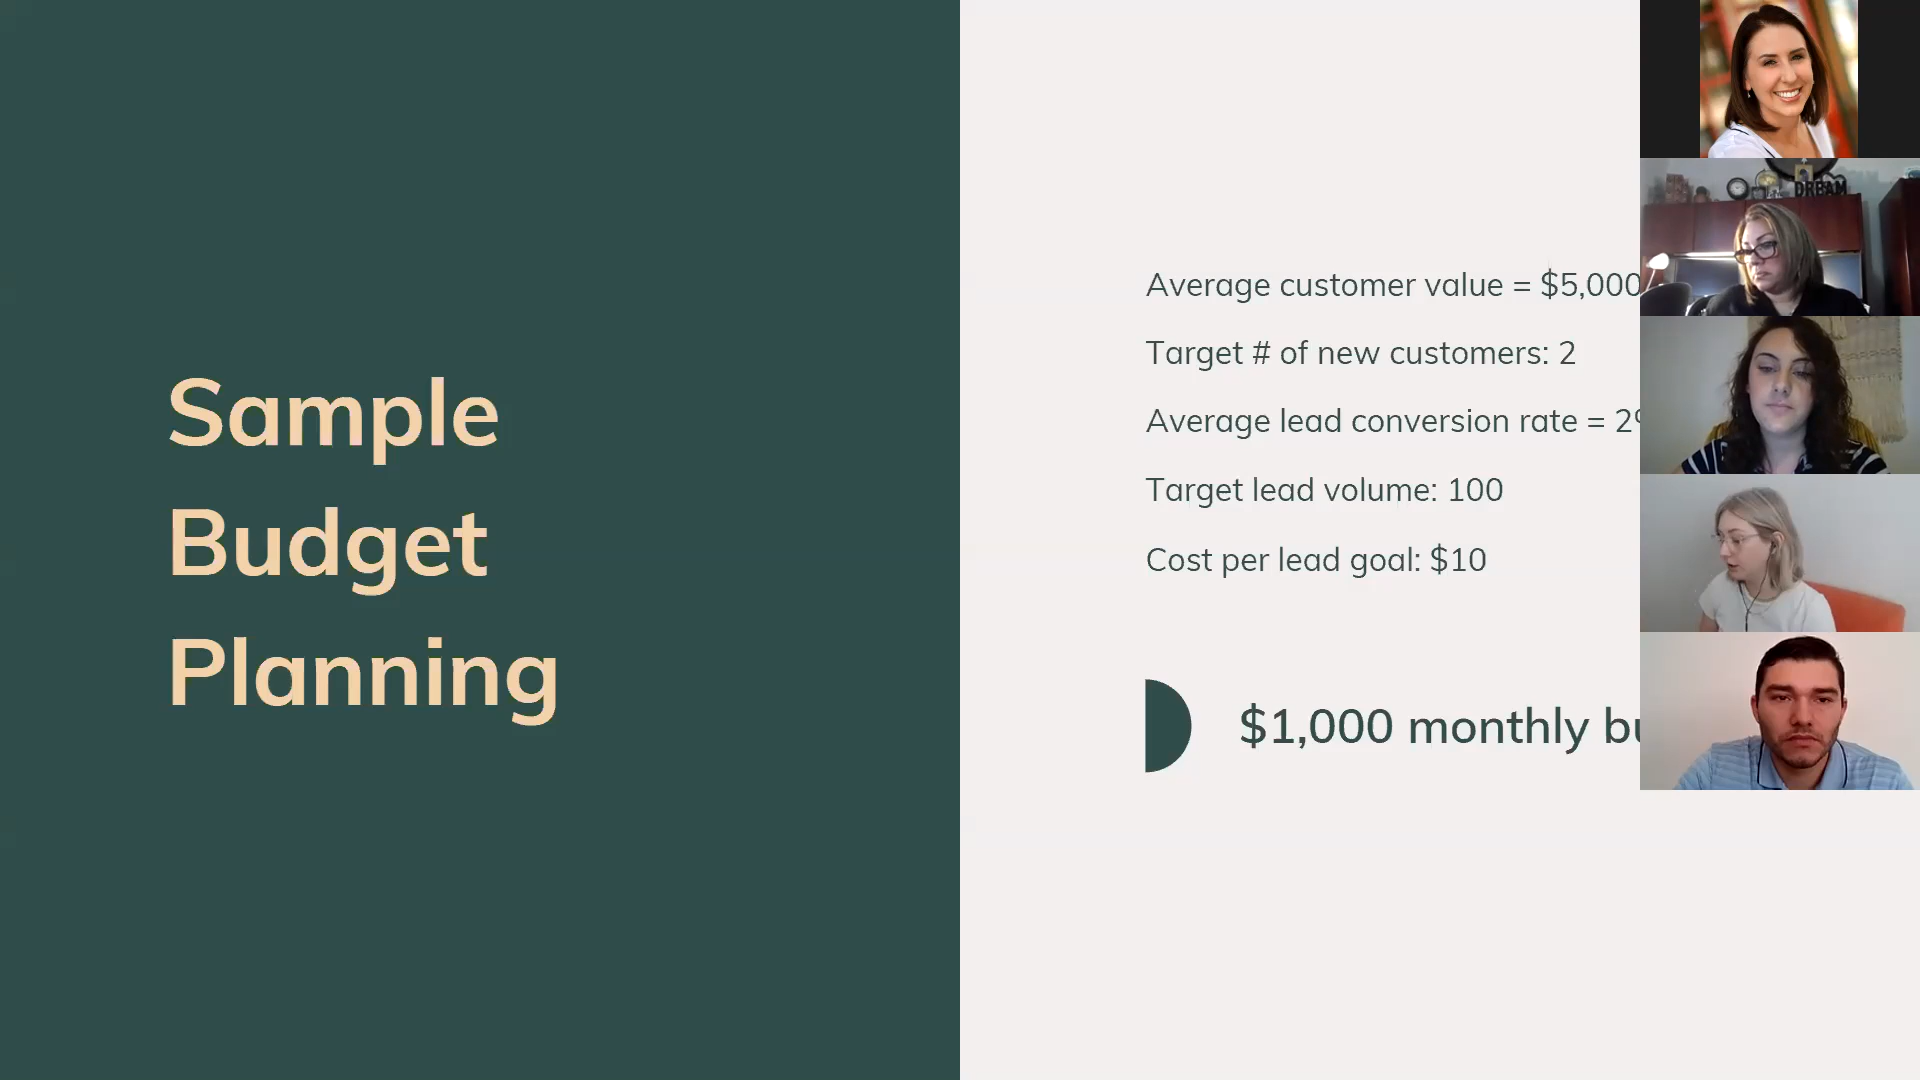 Sample
Budget
Planning
Average customer value = $5,000
Target # of new customers: 2
Average lead conversion rate =
Target lead volume: 100
Cost per lead goal: $10
$1,000 monthly
DREAM